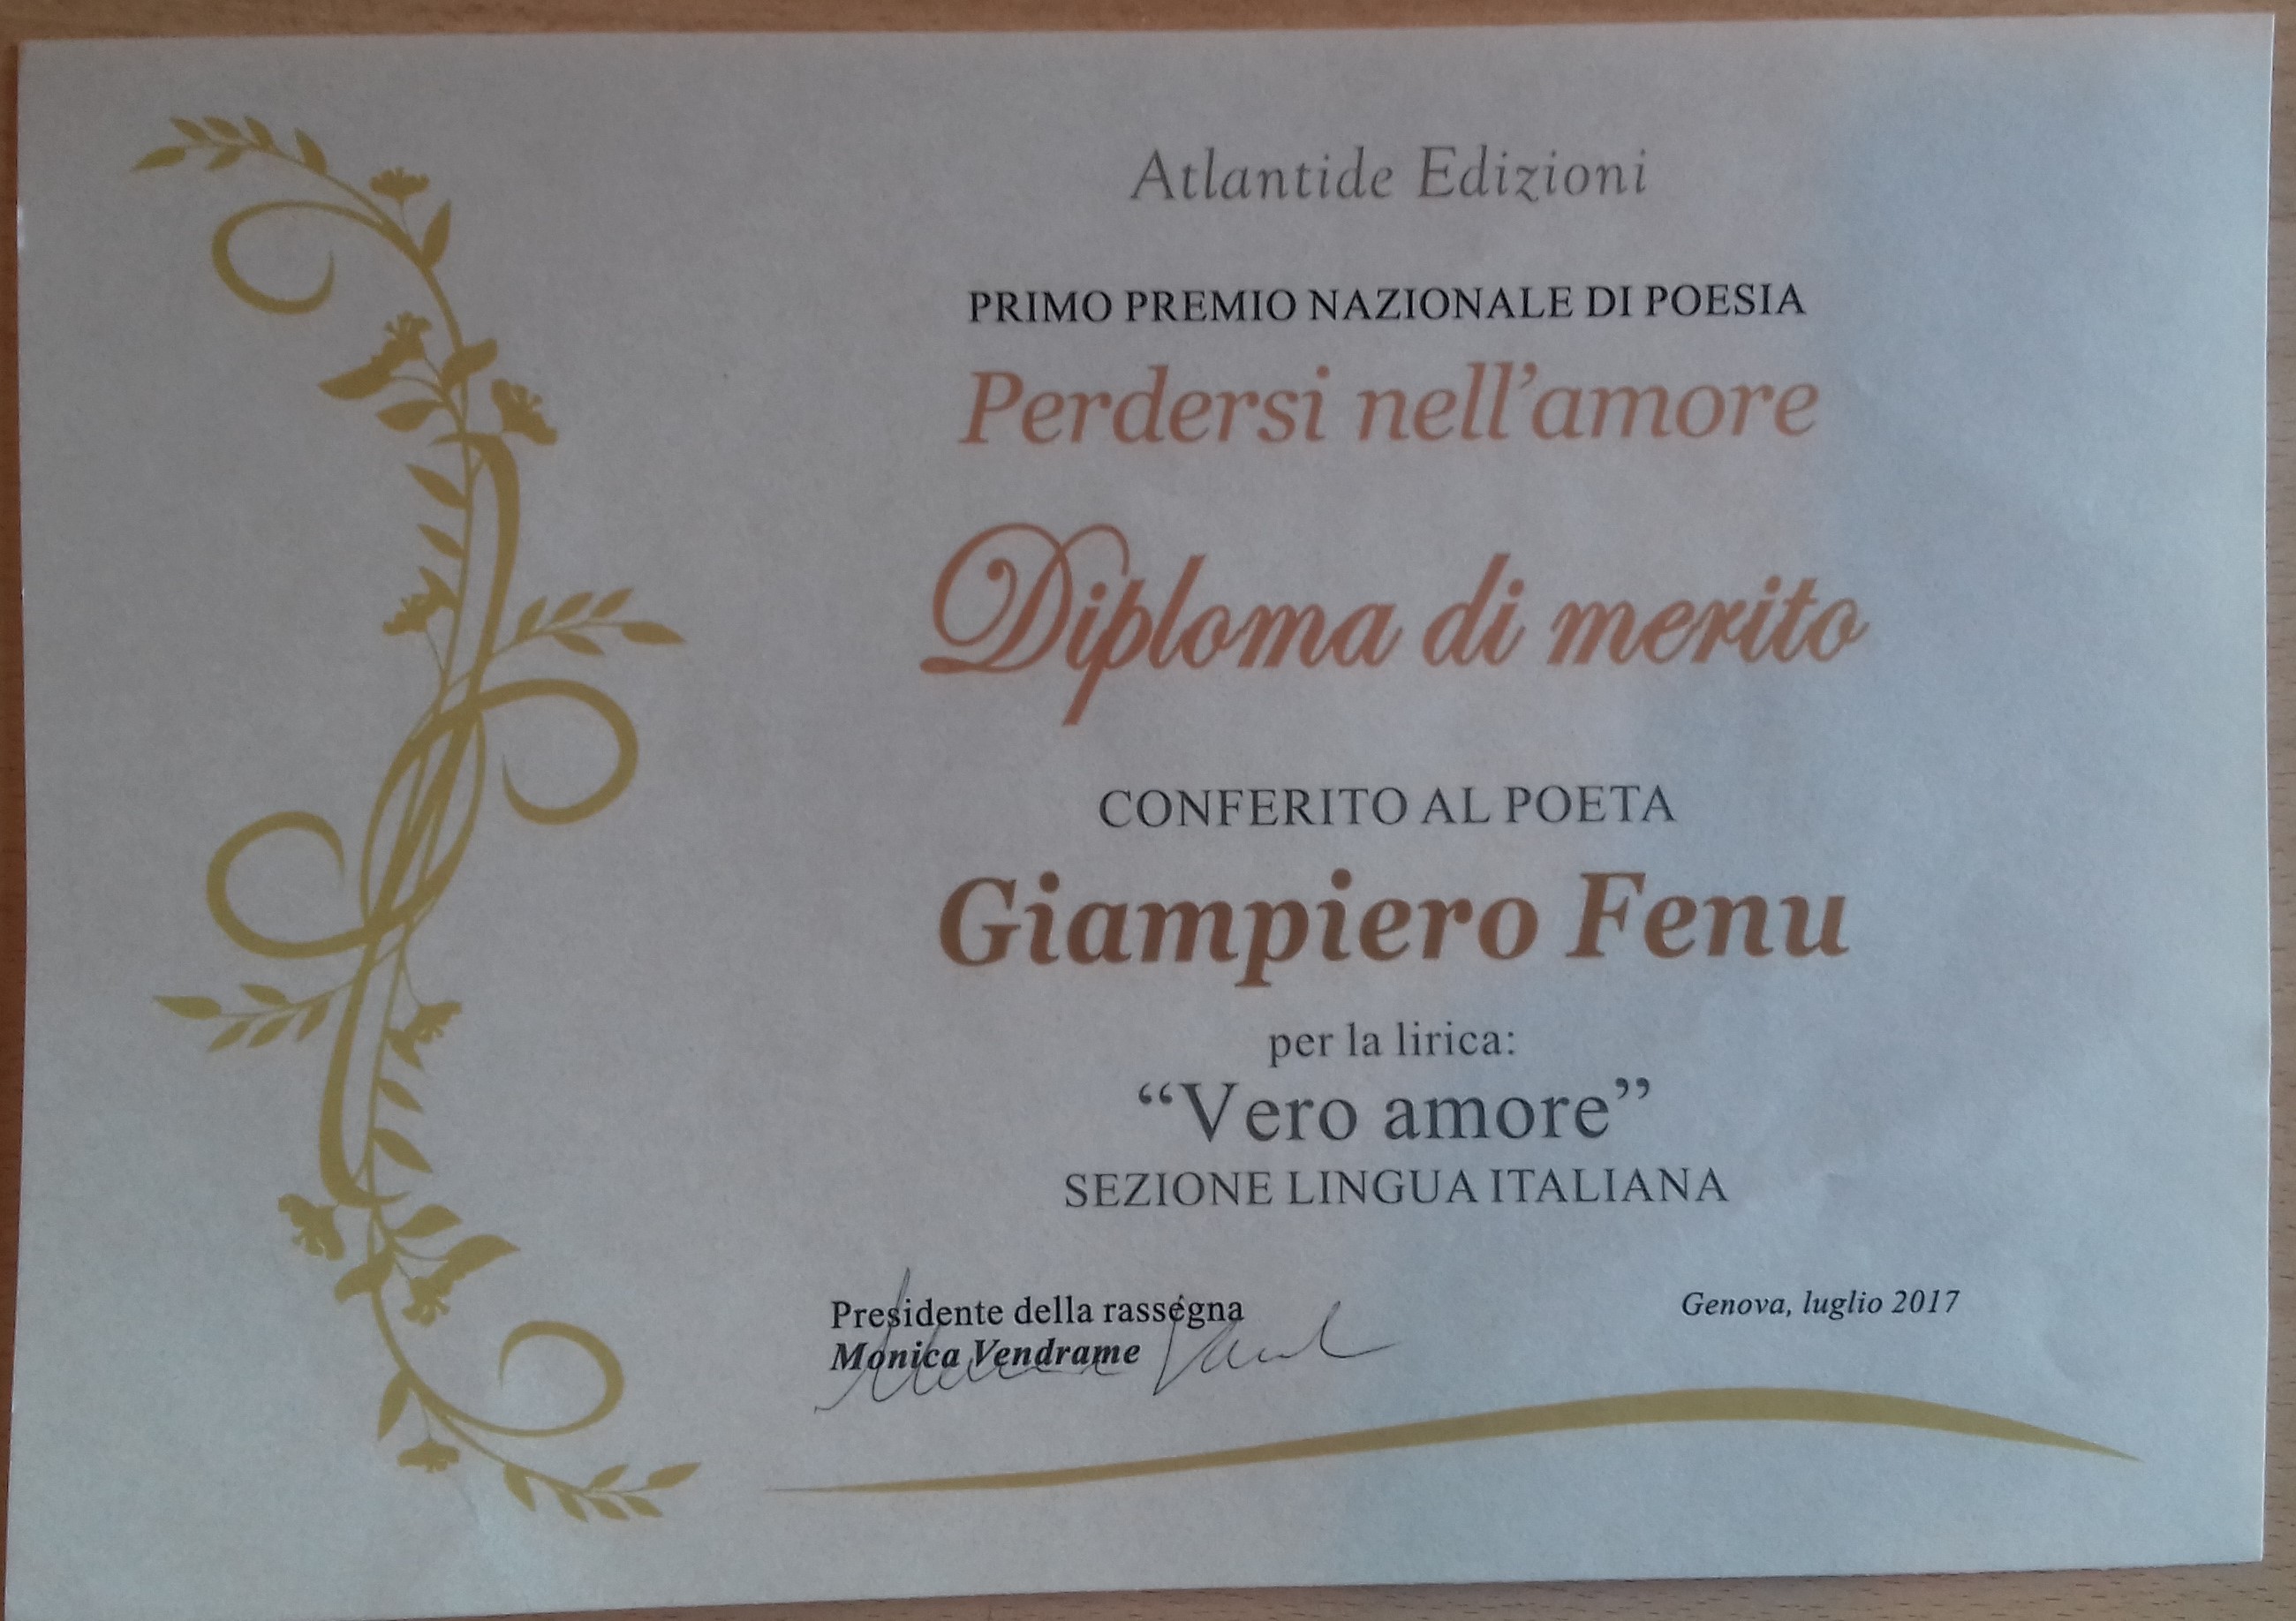 Atlantide Edizioni
PRIMO PREMIO NAZIONALE DI POESIA
Perdersi nell’amore
Diploma di merito
CONFERITO AL POETA
Giampiero Fenu
per la lirica:
“Vero amore”
SEZIONE LINGUA ITALIANA
Presidente della rassegna
Monica Vendrame
Genova, luglio 2017